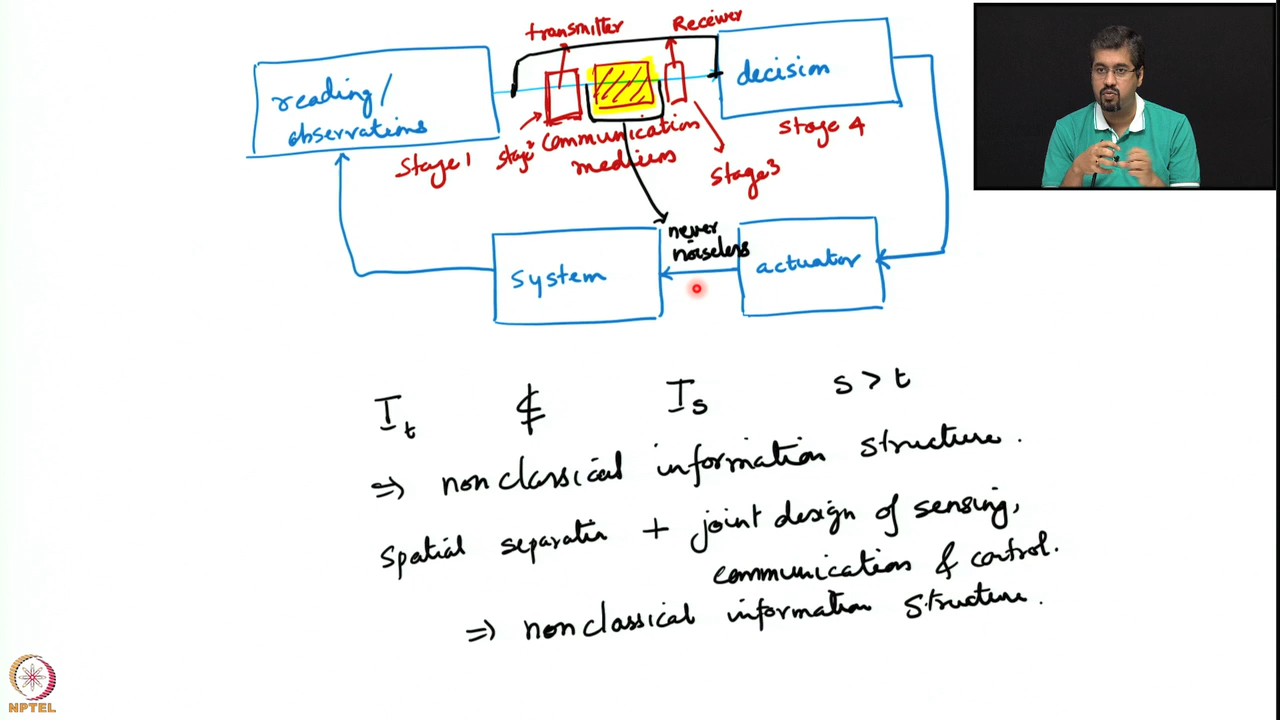 transmitter
Receiver
reading/
observations
decision
stage 1
stage 2
communication
medium
stage 3
stage 4
never
noiseless
system
actuator
I_t ⊄ I_s s > t
⇒ nonclassical information structure.
spatial separatin + joint design of sensing,
communication & control.
⇒ nonclassical information structure.
NPTEL